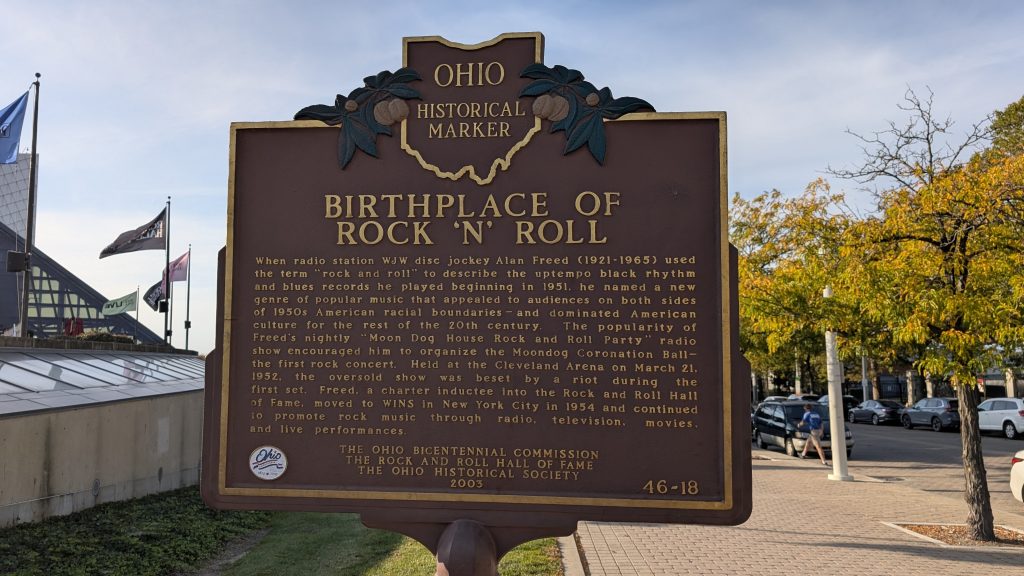 OHIO
HISTORICAL
MARKER
BIRTHPLACE OF
ROCK 'N' ROLL
When radio station WJW disc jockey Alan Freed (1921-1965) used
the term "rock and roll" to describe the uptempo black rhythm
and blues records he played beginning in 1951, he named a new
genre of popular music that appealed to audiences on both sides
of 1950s American racial boundaries—and dominated American
culture for the rest of the 20th century. The popularity of
Freed's nightly "Moon Dog House Rock and Roll Party" radio
show encouraged him to organize the Moondog Coronation Ball—
the first rock concert. Held at the Cleveland Arena on March 21,
1952, the oversold show was beset by a riot during the
first set. Freed, a charter inductee into the Rock and Roll Hall
of Fame, moved to WINS in New York City in 1954 and continued
to promote rock music through radio, television, movies,
and live performances.
THE OHIO BICENTENNIAL COMMISSION
THE ROCK AND ROLL HALL OF FAME
THE OHIO HISTORICAL SOCIETY
2003
46-18
Ohio